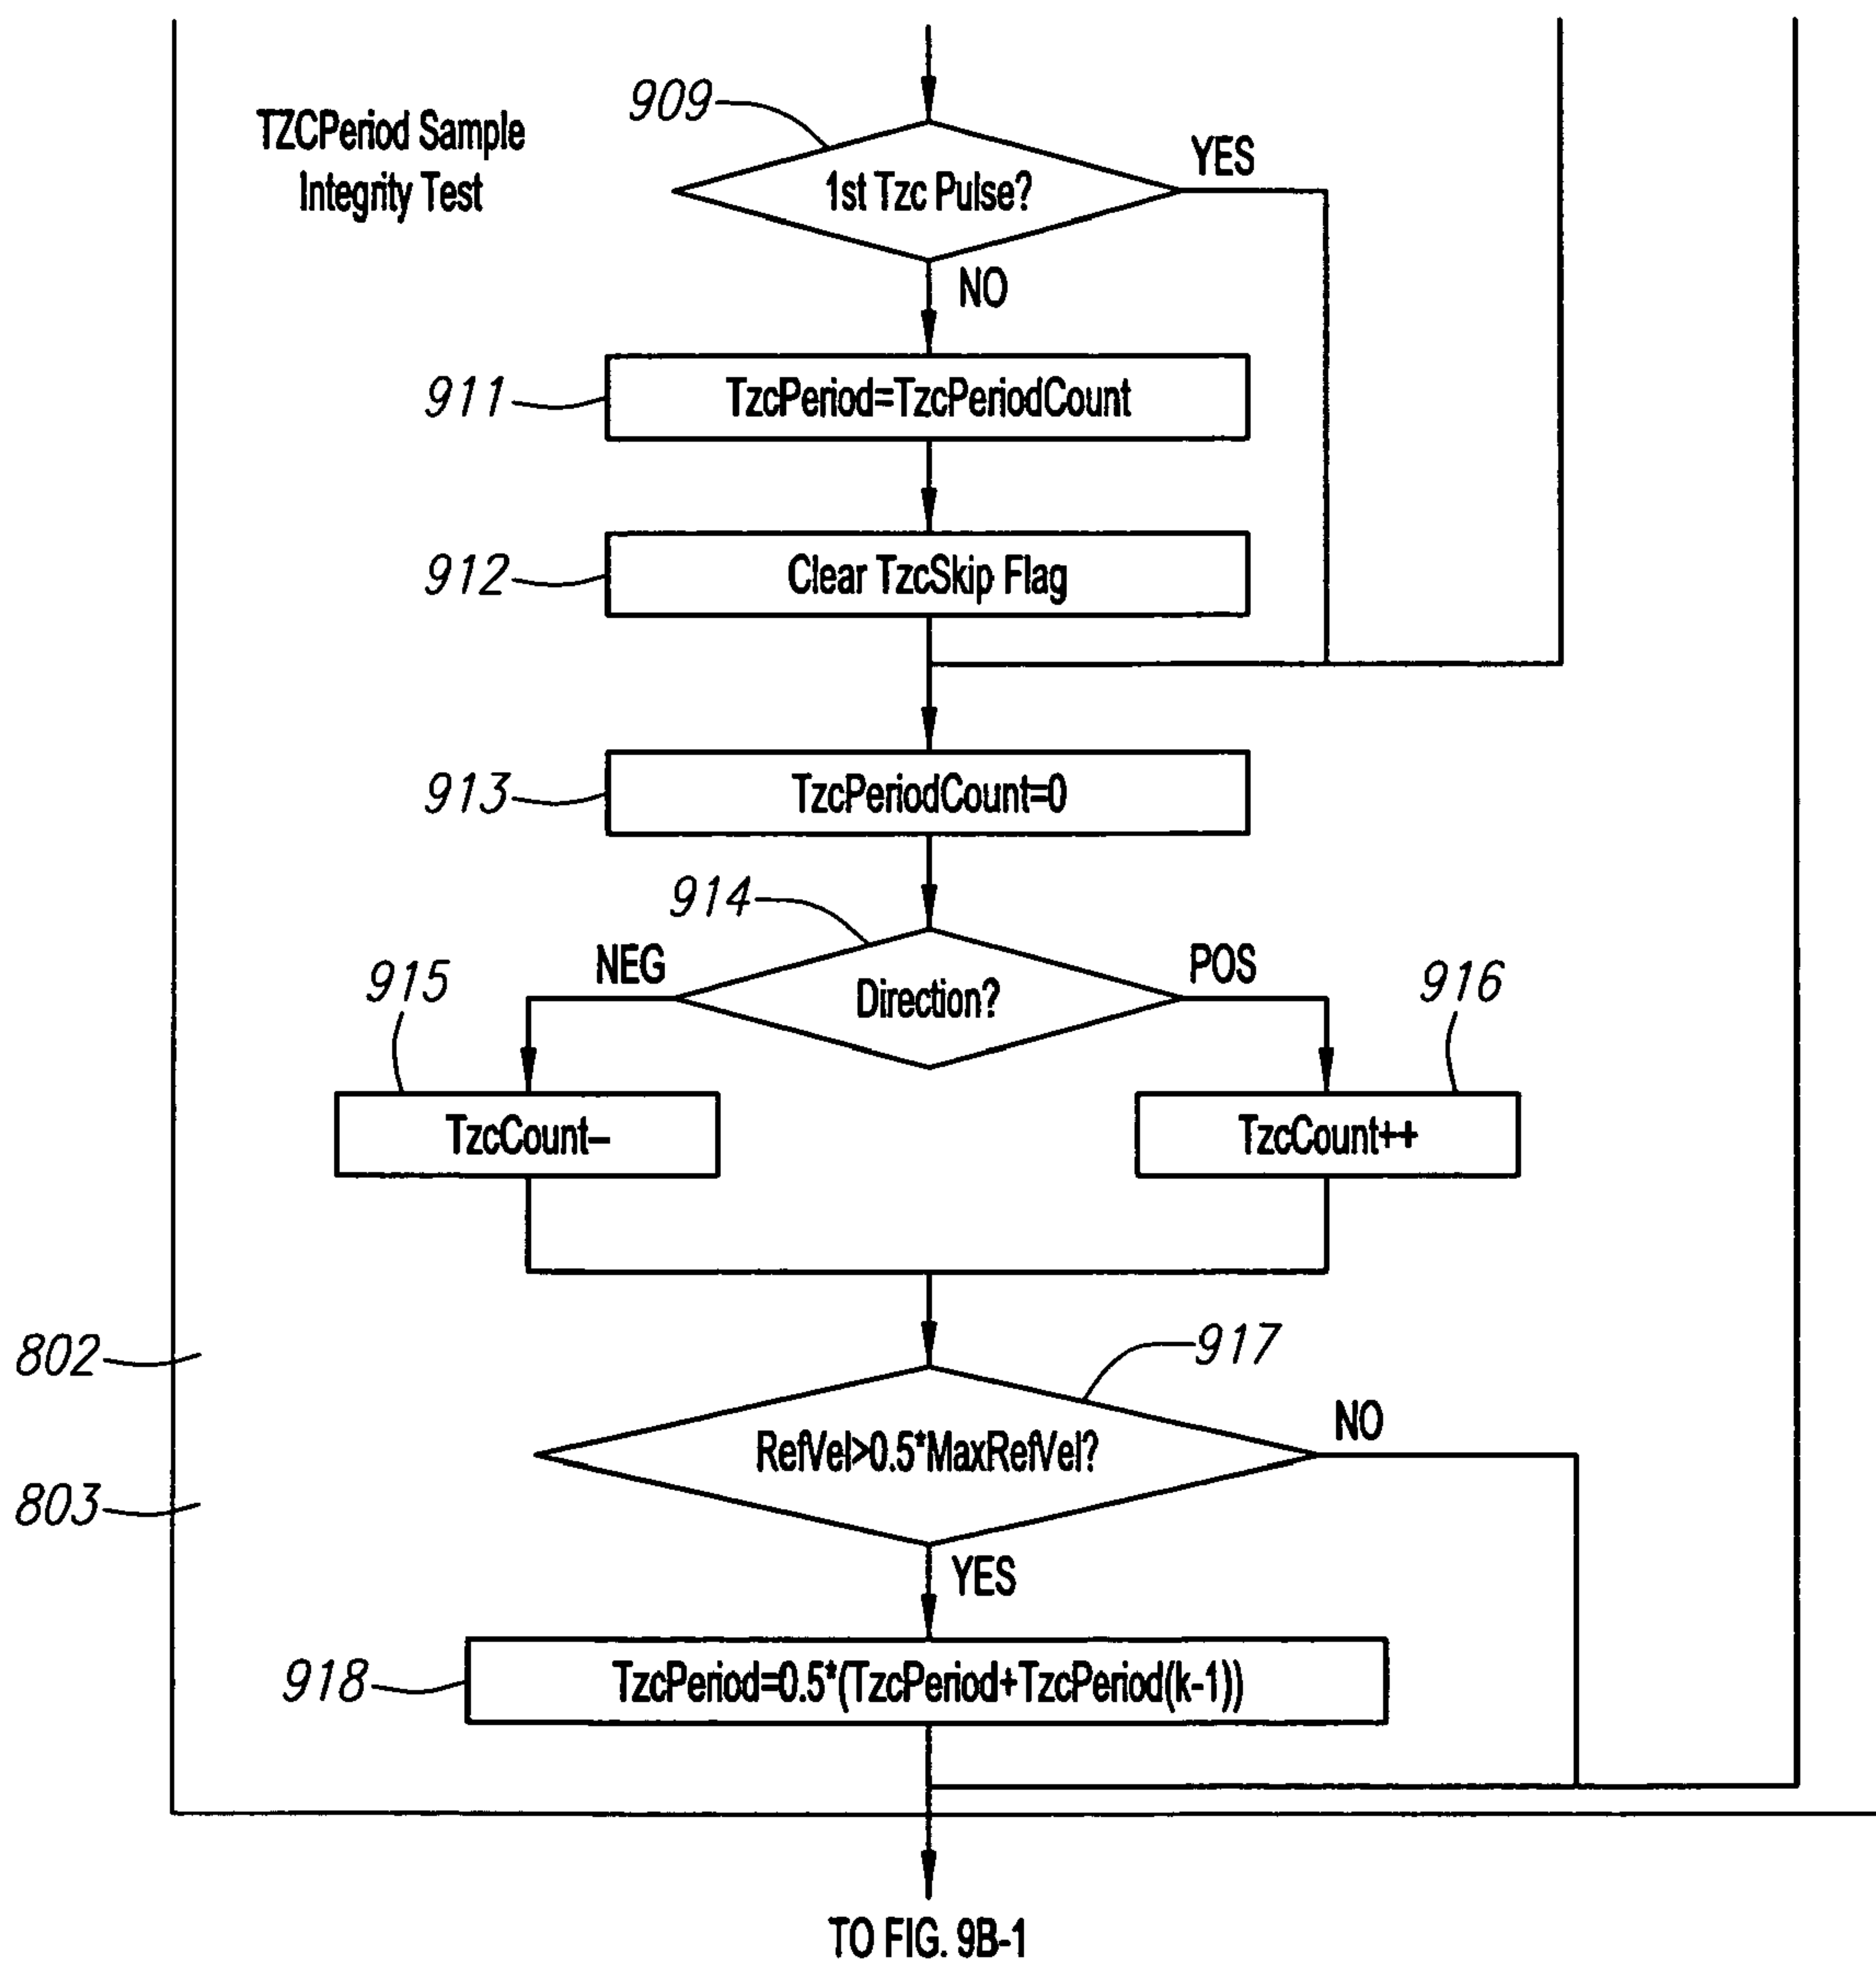 909
TZCPeriod Sample
Integrity Test
1st Tzc Pulse?
YES
NO
911
TzcPeriod=TzcPeriodCount
912
Clear TzcSkip Flag
913
TzcPeriodCount=0
914
NEG
Direction?
POS
915
916
TzcCount–
TzcCount++
802
917
RefVel>0.5*MaxRefVel?
NO
803
YES
918
TzcPeriod=0.5*(TzcPeriod+TzcPeriod(k-1))
TO FIG. 9B-1